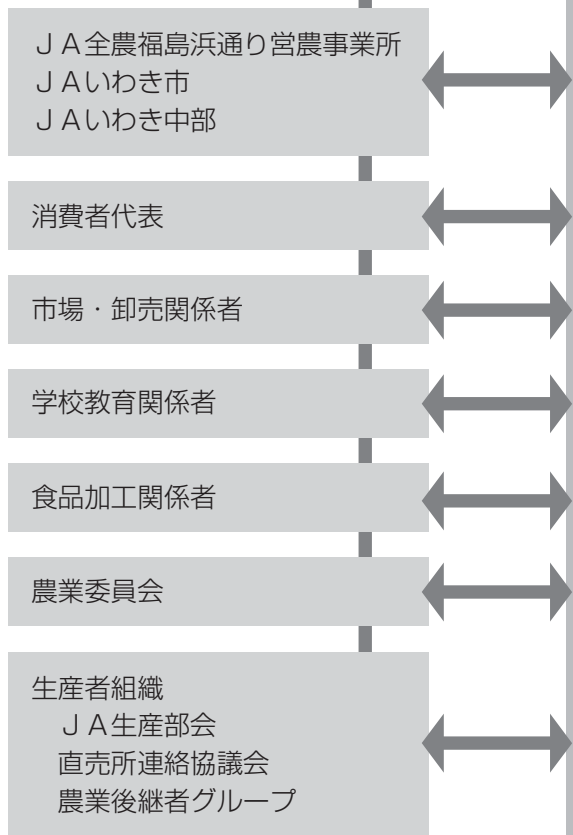 ＪＡ全農福島浜通り営農事業所
ＪＡいわき市
ＪＡいわき中部
消費者代表
市場・卸売関係者
学校教育関係者
食品加工関係者
農業委員会
生産者組織
ＪＡ生産部会
直売所連絡協議会
農業後継者グループ